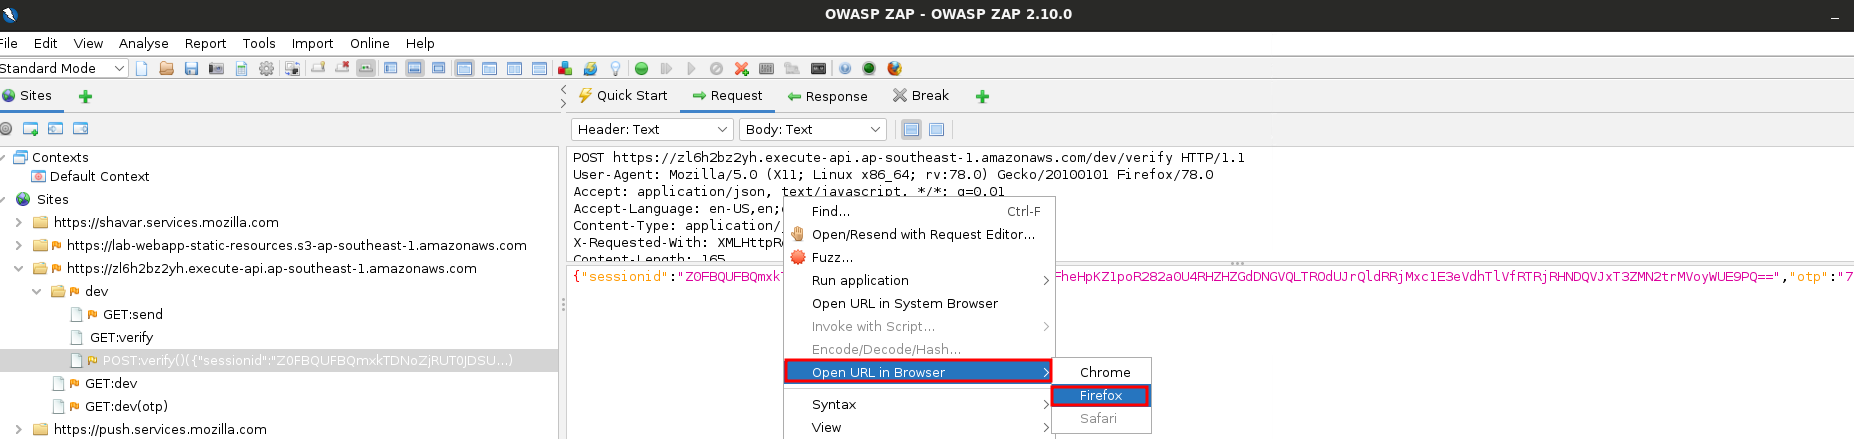 OWASP ZAP - OWASP ZAP 2.10.0
File Edit View Analyse Report Tools Import Online Help
Standard Mode
Sites
Quick Start Request Response Break
Header: Text Body: Text
Contexts
Default Context
Sites
https://shavar.services.mozilla.com
https://lab-webapp-static-resources.s3-ap-southeast-1.amazonaws.com
https://zl6h2bz2yh.execute-api.ap-southeast-1.amazonaws.com
dev
GET:send
GET:verify
POST:verify()({"sessionid":"Z0FBQUFBQmxkTDNoZjRUT0JDSU...)
GET:dev
GET:dev(otp)
https://push.services.mozilla.com
POST https://zl6h2bz2yh.execute-api.ap-southeast-1.amazonaws.com/dev/verify HTTP/1.1
User-Agent: Mozilla/5.0 (X11; Linux x86_64; rv:78.0) Gecko/20100101 Firefox/78.0
Accept: application/json, text/javascript, */*; q=0.01
Accept-Language: en-US,en;
Content-Type: application/
X-Requested-With: XMLHttpR
Content-Length: 165
{"sessionid":"Z0FBQUFBQmxk
FheHpKZ1poR282a0U4RHZHZGdDNGVQLTROdUJrQldRRjMxc1E3eVdhTlVfRTRjRHNDQVJxT3ZMN2trMVoyWUE9PQ==","otp":"7
Find... Ctrl-F
Open/Resend with Request Editor...
Fuzz...
Run application
Open URL in System Browser
Invoke with Script...
Encode/Decode/Hash...
Open URL in Browser
Syntax
View
Chrome
Firefox
Safari